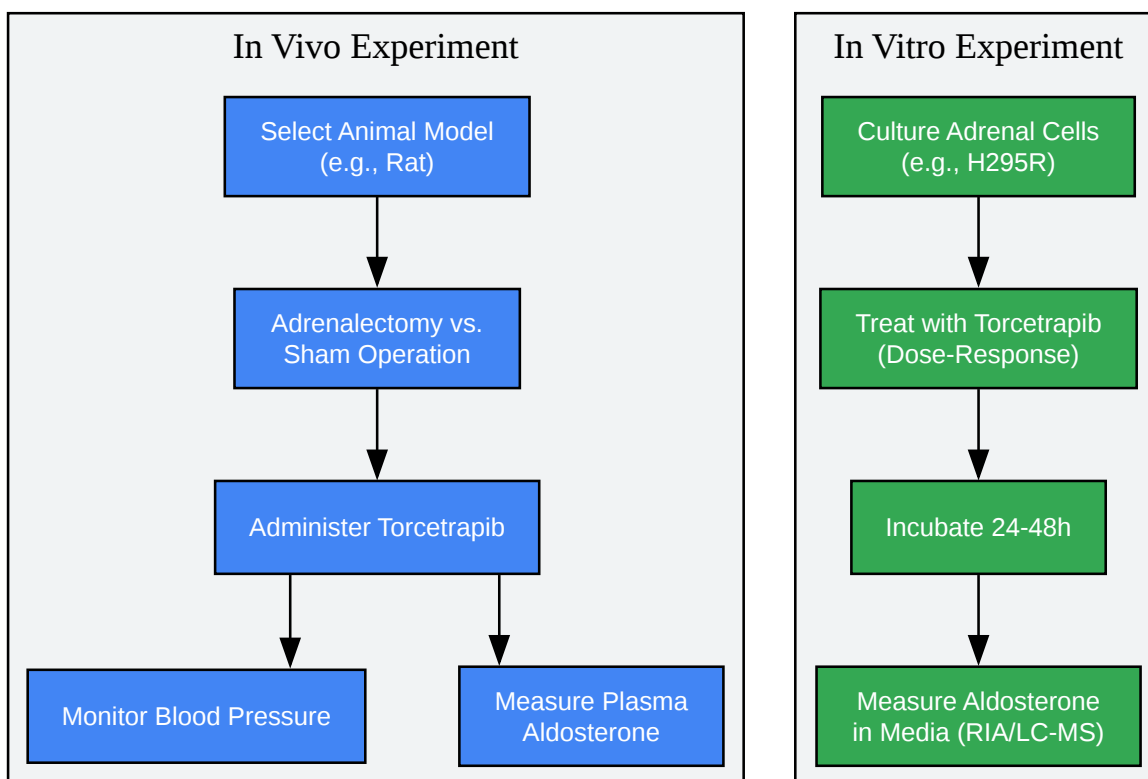 In Vivo Experiment
Select Animal Model
(e.g., Rat)
Adrenalectomy vs.
Sham Operation
Administer Torcetrapib
Monitor Blood Pressure
Measure Plasma
Aldosterone
In Vitro Experiment
Culture Adrenal Cells
(e.g., H295R)
Treat with Torcetrapib
(Dose-Response)
Incubate 24-48h
Measure Aldosterone
in Media (RIA/LC-MS)